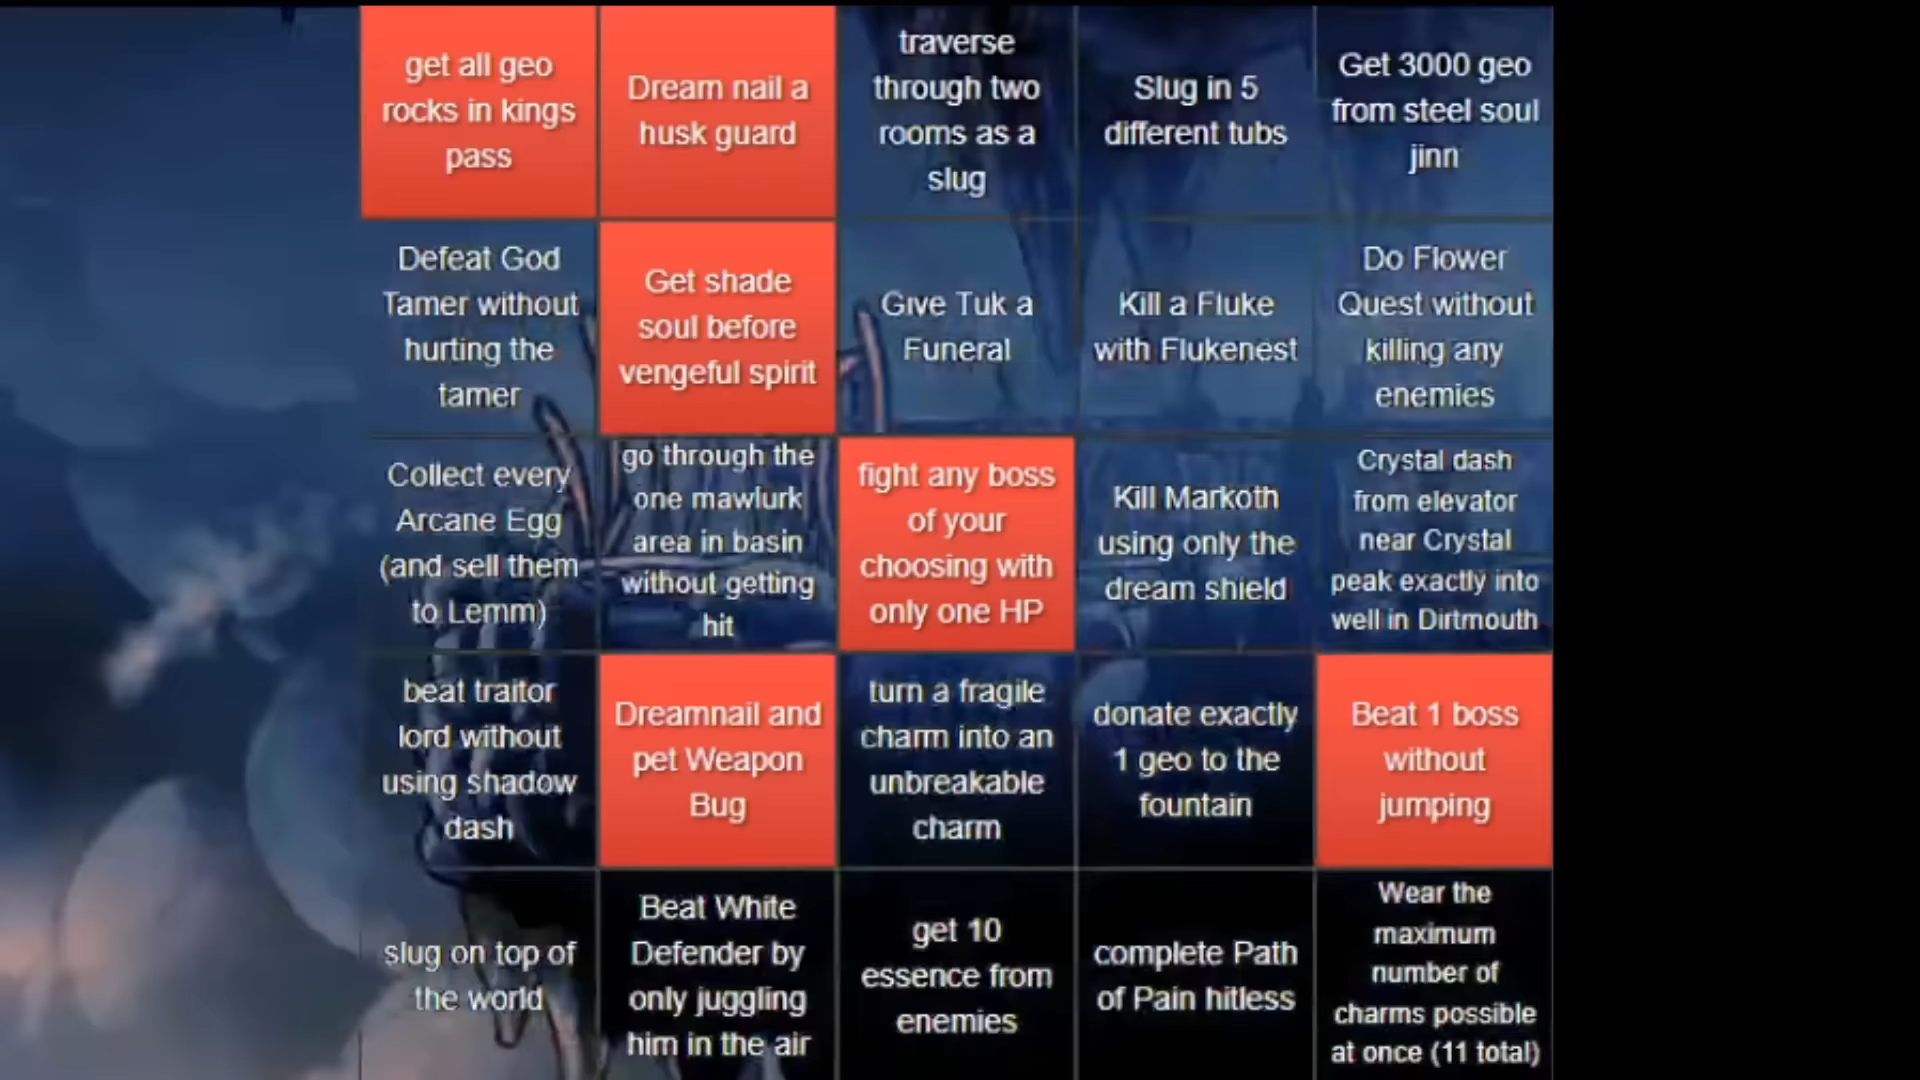 get all geo
rocks in kings
pass
Dream nail a
husk guard
traverse
through two
rooms as a
slug
Slug in 5
different tubs
Get 3000 geo
from steel soul
jinn
Defeat God
Tamer without
hurting the
tamer
Get shade
soul before
vengeful spirit
Give Tuk a
Funeral
Kill a Fluke
with Flukenest
Do Flower
Quest without
killing any
enemies
Collect every
Arcane Egg
(and sell them
to Lemm)
go through the
one mawlurk
area in basin
without getting
hit
fight any boss
of your
choosing with
only one HP
Kill Markoth
using only the
dream shield
Crystal dash
from elevator
near Crystal
peak exactly into
well in Dirtmouth
beat traitor
lord without
using shadow
dash
Dreamnail and
pet Weapon
Bug
turn a fragile
charm into an
unbreakable
charm
donate exactly
1 geo to the
fountain
Beat 1 boss
without
jumping
slug on top of
the world
Beat White
Defender by
only juggling
him in the air
get 10
essence from
enemies
complete Path
of Pain hitless
Wear the
maximum
number of
charms possible
at once (11 total)